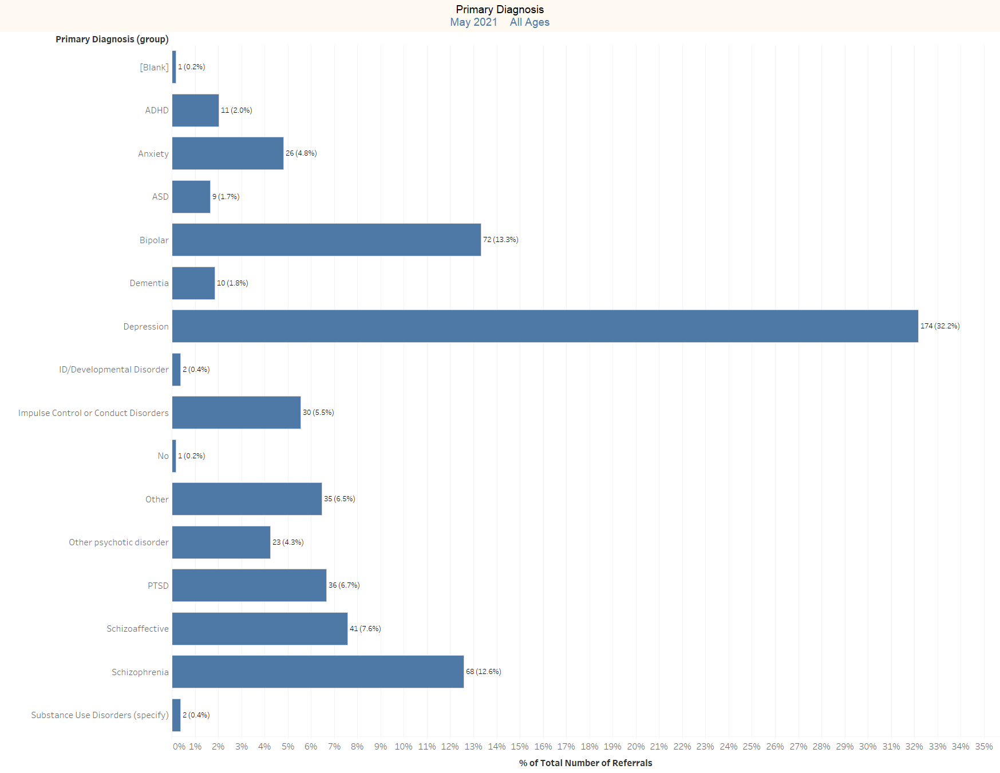 Primary Diagnosis
May 2021 All Ages
Primary Diagnosis (group)
[Blank] 1 (0.2%)
ADHD 11 (2.0%)
Anxiety 26 (4.8%)
ASD 9 (1.7%)
Bipolar 72 (13.3%)
Dementia 10 (1.8%)
Depression 174 (32.2%)
ID/Developmental Disorder 2 (0.4%)
Impulse Control or Conduct Disorders 30 (5.5%)
No 1 (0.2%)
Other 35 (6.5%)
Other psychotic disorder 23 (4.3%)
PTSD 36 (6.7%)
Schizoaffective 41 (7.6%)
Schizophrenia 68 (12.6%)
Substance Use Disorders (specify) 2 (0.4%)
0% 1% 2% 3% 4% 5% 6% 7% 8% 9% 10% 11% 12% 13% 14% 15% 16% 17% 18% 19% 20% 21% 22% 23% 24% 25% 26% 27% 28% 29% 30% 31% 32% 33% 34% 35%
% of Total Number of Referrals